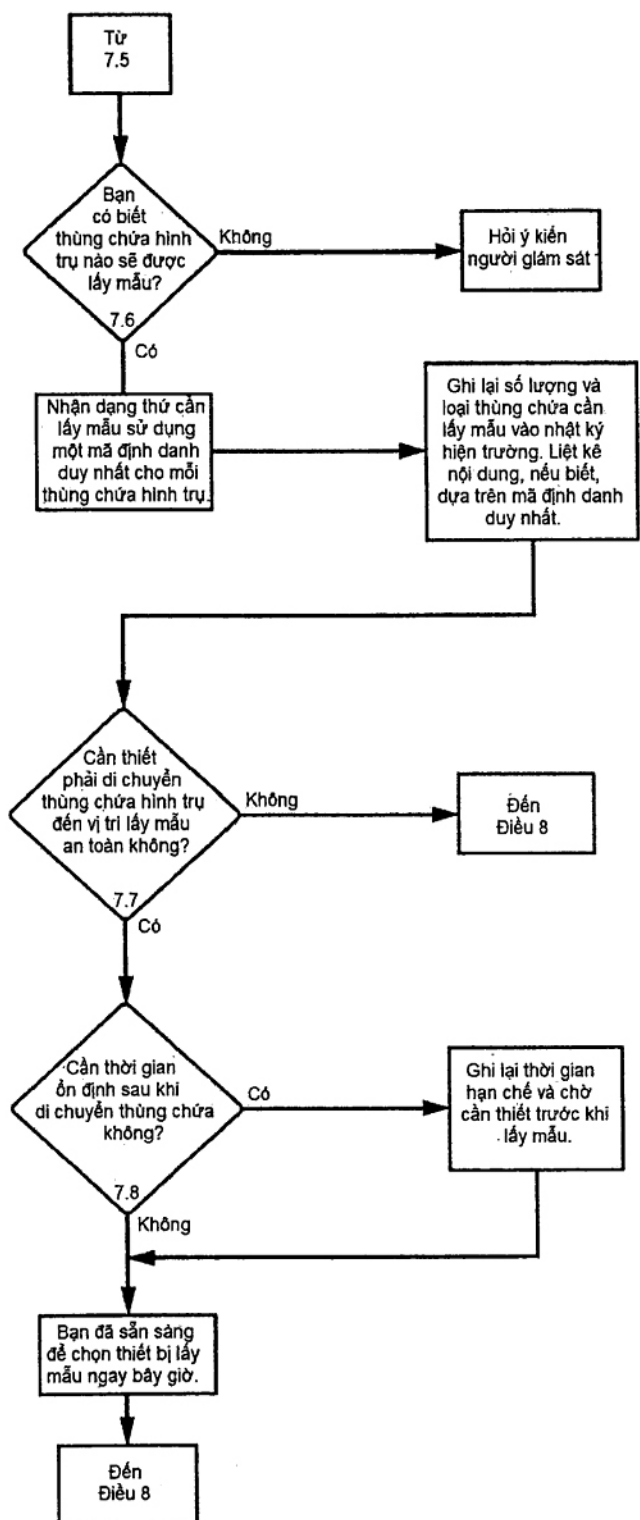 Từ
7.5
Bạn
có biết
thùng chứa hình
trụ nào sẽ được
lấy mẫu?
7.6
Không
Hỏi ý kiến
người giám sát
Có
Nhận dạng thứ cần
lấy mẫu sử dụng
một mã định danh
duy nhất cho mỗi
thùng chứa hình trụ.
Ghi lại số lượng và
loại thùng chứa cần
lấy mẫu vào nhật ký
hiện trường. Liệt kê
nội dung, nếu biết,
dựa trên mã định danh
duy nhất.
Cần thiết
phải di chuyển
thùng chứa hình trụ
đến vị trí lấy mẫu
an toàn không?
7.7
Không
Đến
Điều 8
Có
Cần thời gian
ổn định sau khi
di chuyển thùng chứa
không?
7.8
Có
Ghi lại thời gian
hạn chế và chờ
cần thiết trước khi
lấy mẫu.
Không
Bạn đã sẵn sàng
để chọn thiết bị lấy
mẫu ngay bây giờ.
Đến
Điều 8